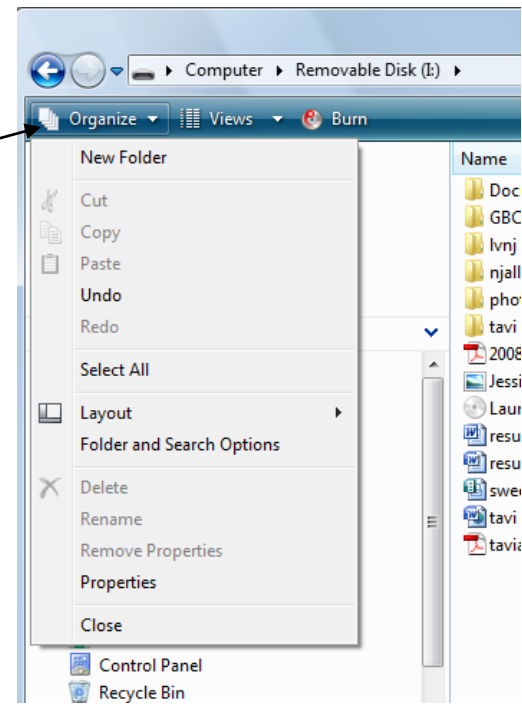 Computer Removable Disk (I:)
Organize Views Burn
New Folder
Cut
Copy
Paste
Undo
Redo
Select All
Layout
Folder and Search Options
Delete
Rename
Remove Properties
Properties
Close
Control Panel
Recycle Bin
Name
Doc
GBC
lvnj
njall
phot
tavi
2008
Jessi
Laur
resu
resu
swee
tavi
tavia